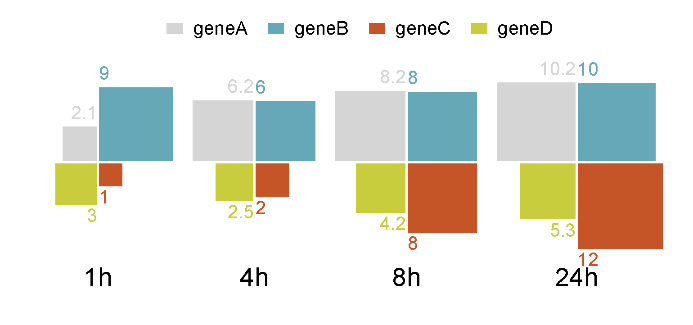 geneA geneB geneC geneD
2.1 9 6.2 6 8.2 8 10.2 10
3 1 2.5 2 4.2 8 5.3 12
1h 4h 8h 24h